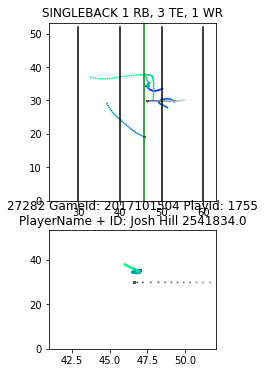 SINGLEBACK 1 RB, 3 TE, 1 WR
50
40
30
20
10
0
30 40 50 60
27282 GameId: 2017101504 PlayId: 1755
PlayerName + ID: Josh Hill 2541834.0
40
20
0
42.5 45.0 47.5 50.0